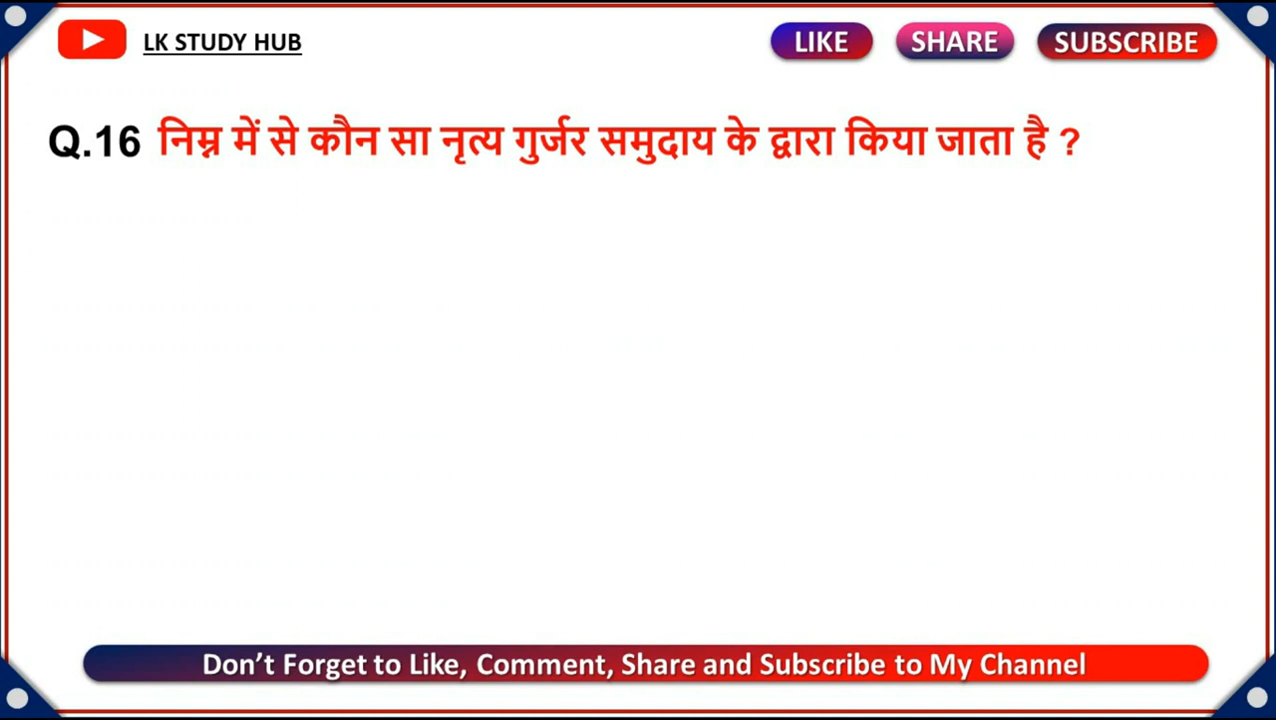 LK STUDY HUB
LIKE SHARE SUBSCRIBE
Q.16 निम्न में से कौन सा नृत्य गुर्जर समुदाय के द्वारा किया जाता है ?
Don’t Forget to Like, Comment, Share and Subscribe to My Channel